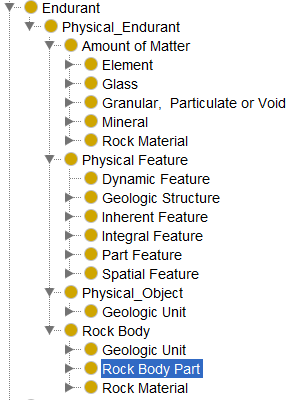 Endurant
Physical_Endurant
Amount of Matter
Element
Glass
Granular, Particulate or Void
Mineral
Rock Material
Physical Feature
Dynamic Feature
Geologic Structure
Inherent Feature
Integral Feature
Part Feature
Spatial Feature
Physical_Object
Geologic Unit
Rock Body
Geologic Unit
Rock Body Part
Rock Material